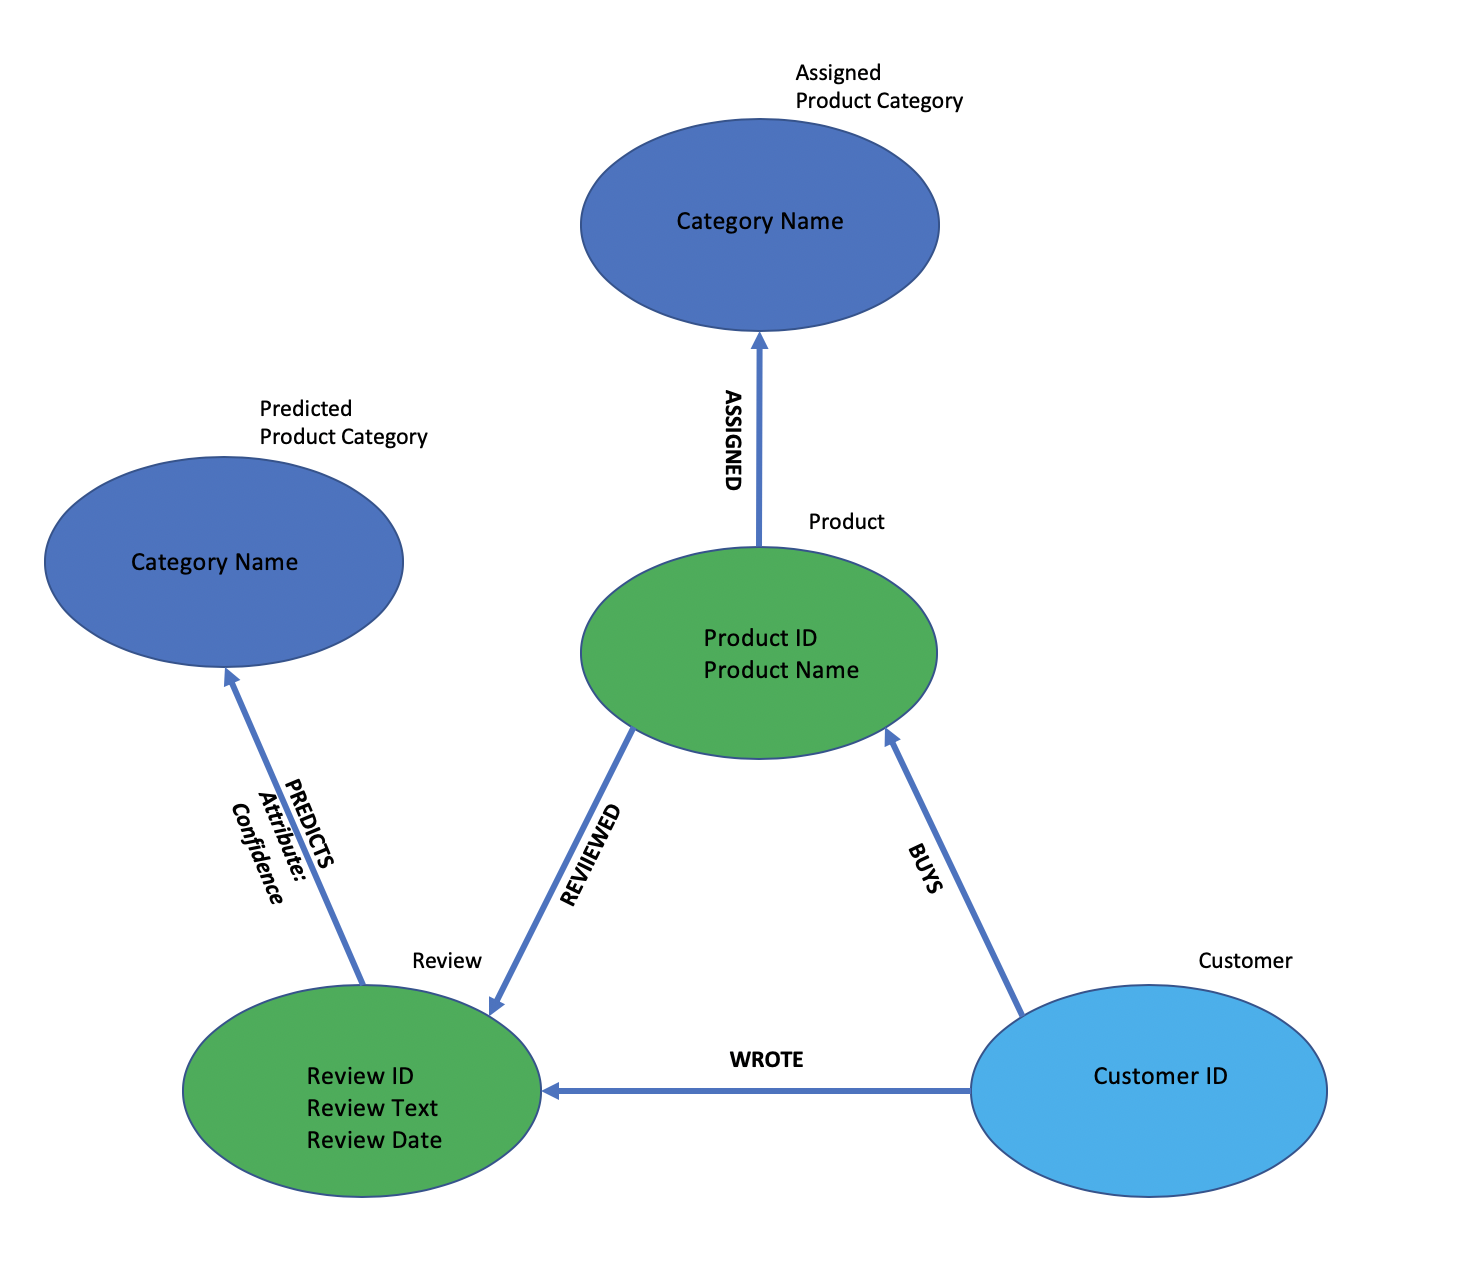 Assigned
Product Category
Category Name
ASSIGNED
Predicted
Product Category
Category Name
Product
Product ID
Product Name
PREDICTS
Attribute:
Confidence
REVIIEWED
BUYS
Review
Customer
WROTE
Review ID
Review Text
Review Date
Customer ID